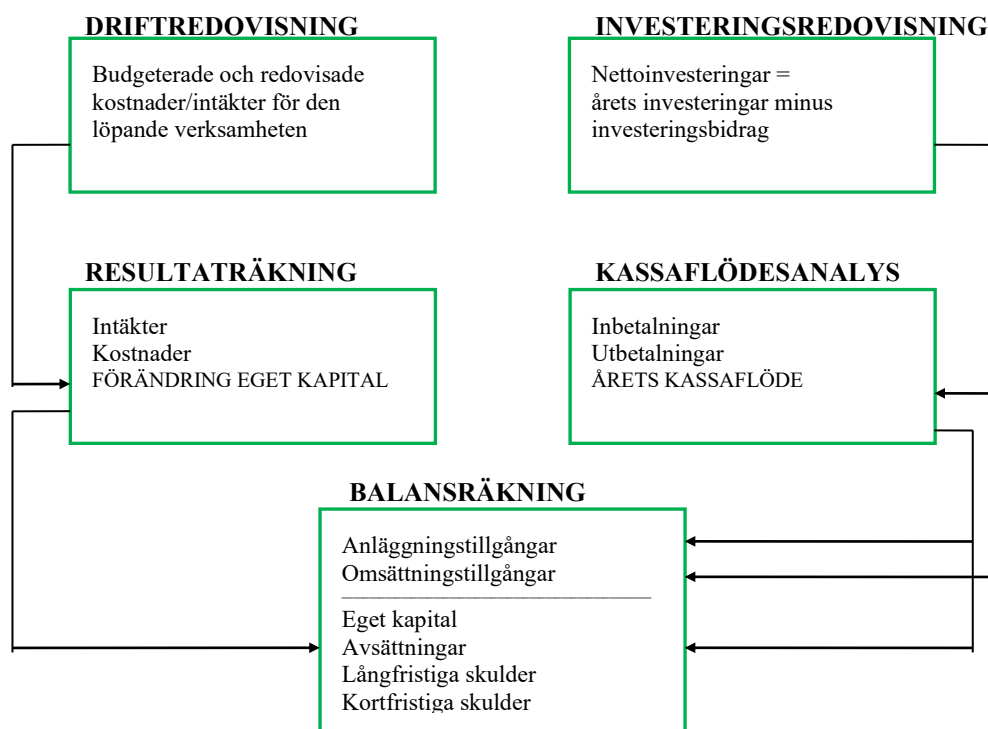 DRIFTREDOVISNING
Budgeterade och redovisade
kostnader/intäkter för den
löpande verksamheten
INVESTERINGSREDOVISNING
Nettoinvesteringar =
årets investeringar minus
investeringsbidrag
RESULTATRÄKNING
Intäkter
Kostnader
FÖRÄNDRING EGET KAPITAL
KASSAFLÖDESANALYS
Inbetalningar
Utbetalningar
ÅRETS KASSAFLÖDE
BALANSRÄKNING
Anläggningstillgångar
Omsättningstillgångar
Eget kapital
Avsättningar
Långfristiga skulder
Kortfristiga skulder